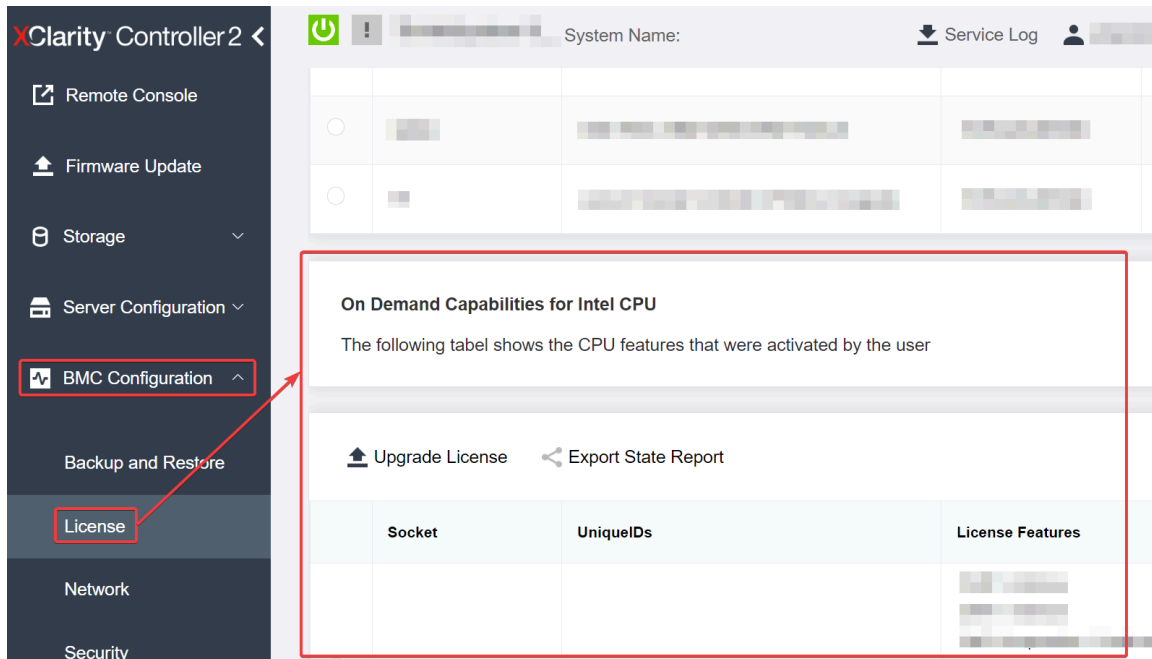 XClarity Controller 2
System Name:
Service Log
Remote Console
Firmware Update
Storage
Server Configuration
BMC Configuration
Backup and Restore
License
Network
Security
On Demand Capabilities for Intel CPU
The following tabel shows the CPU features that were activated by the user
Upgrade License
Export State Report
Socket
UniqueIDs
License Features